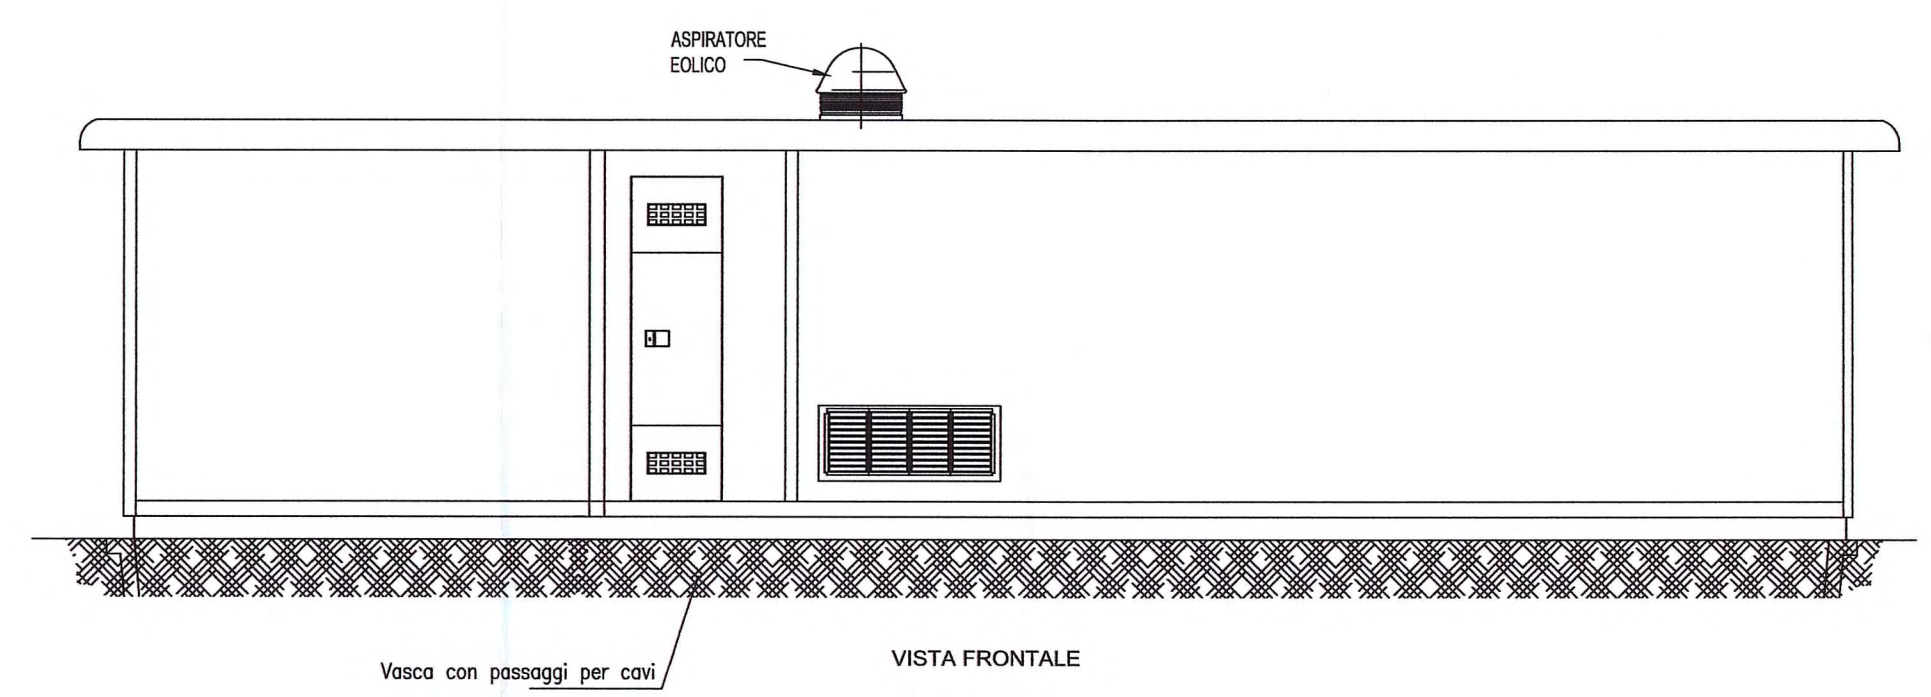 ASPIRATORE
EOLICO
Vasca con passaggi per cavi
VISTA FRONTALE